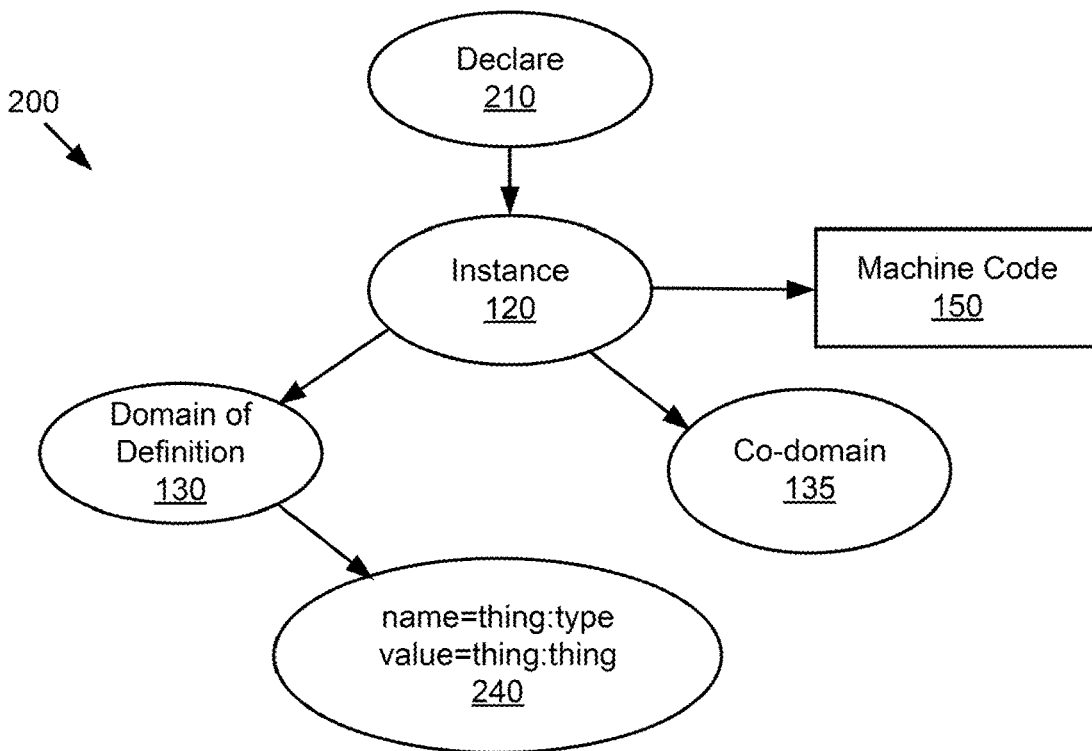 Declare
210
200
Instance
120
Machine Code
150
Domain of
Definition
130
Co-domain
135
name=thing:type
value=thing:thing
240